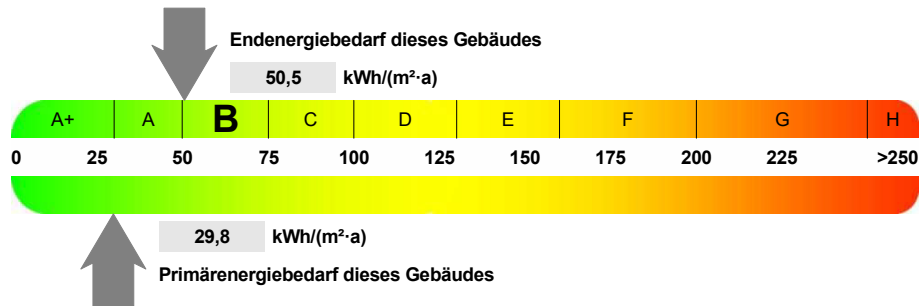 Endenergiebedarf dieses Gebäudes
50,5 kWh/(m²·a)
A+ A B C D E F G H
0 25 50 75 100 125 150 175 200 225 >250
29,8 kWh/(m²·a)
Primärenergiebedarf dieses Gebäudes